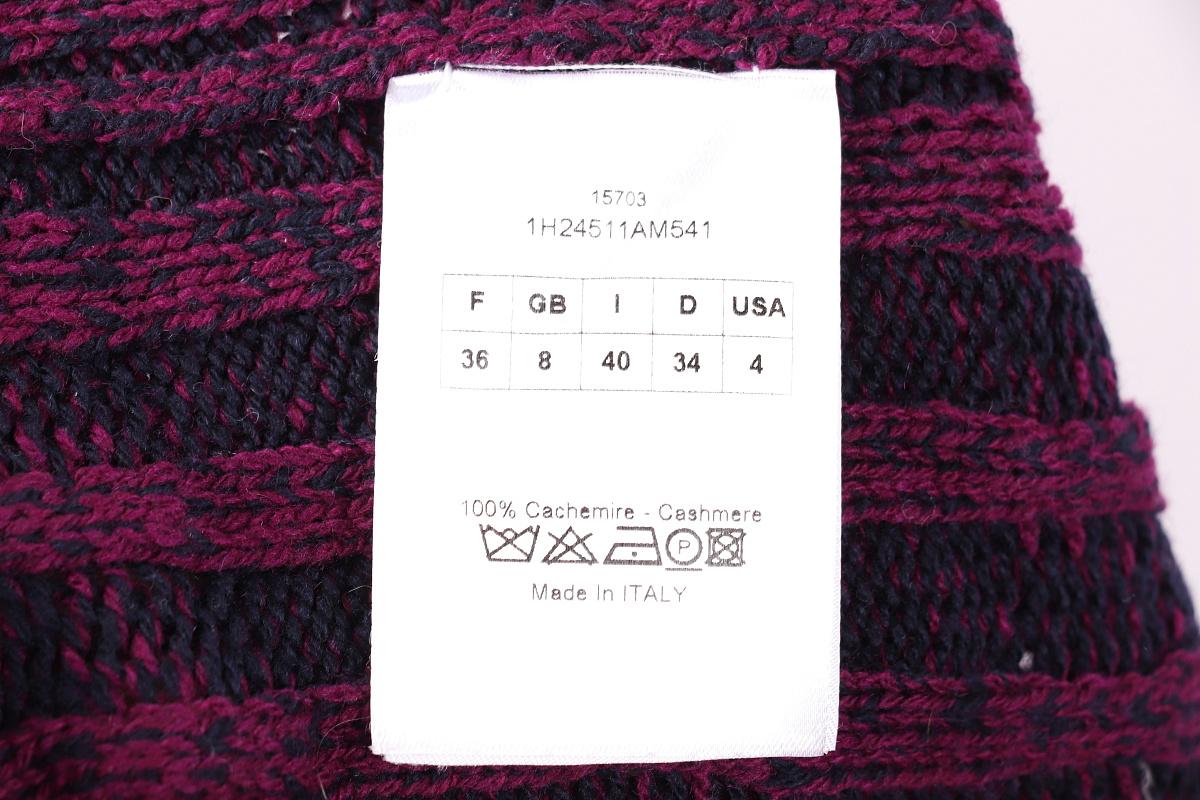 15703
1H24511AM541
F GB I D USA
36 8 40 34 4
100% Cachemire - Cashmere
P
Made In ITALY